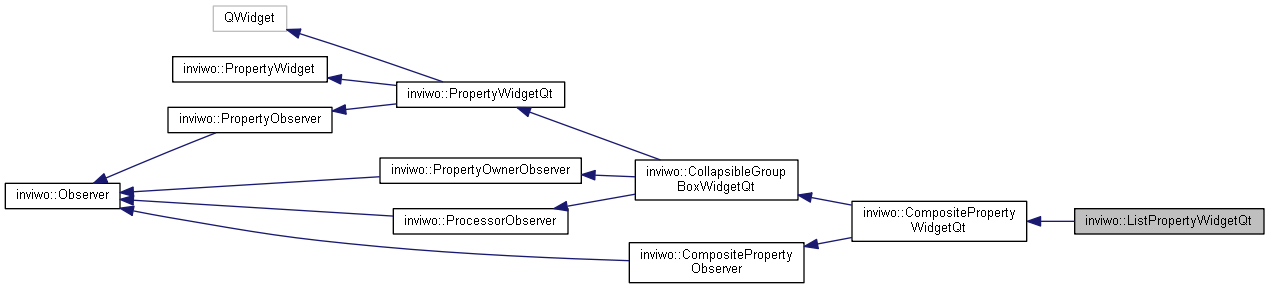 QWidget
inviwo::PropertyWidget
inviwo::PropertyWidgetQt
inviwo::PropertyObserver
inviwo::PropertyOwnerObserver
inviwo::CollapsibleGroup
BoxWidgetQt
inviwo::Observer
inviwo::ProcessorObserver
inviwo::CompositeProperty
WidgetQt
inviwo::ListPropertyWidgetQt
inviwo::CompositeProperty
Observer